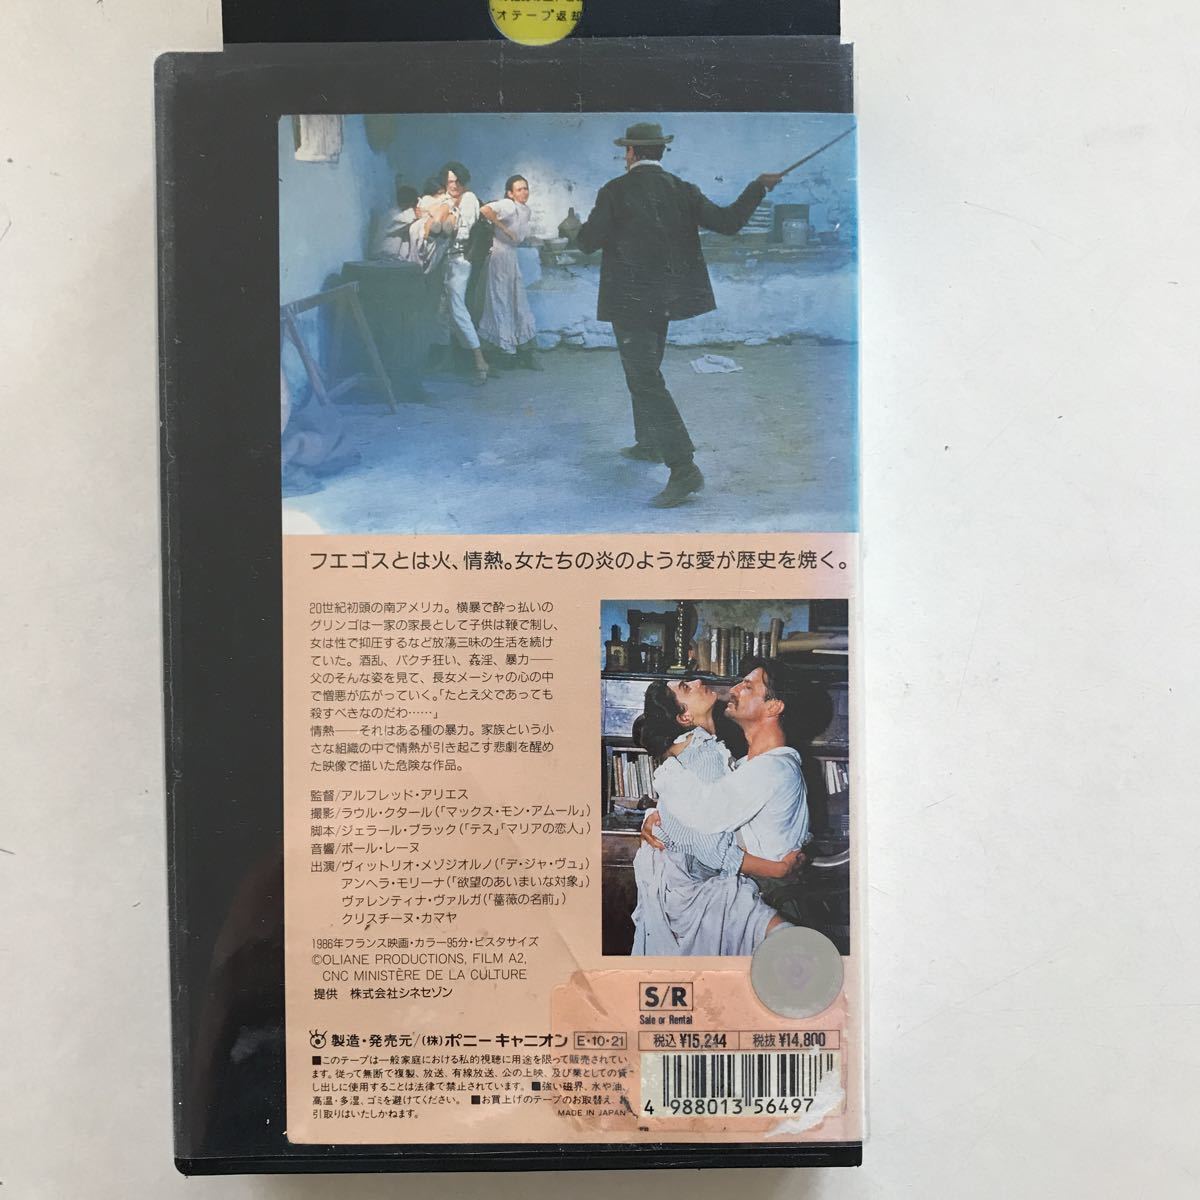 オテープ返却
フエゴスとは火、情熱。女たちの炎のような愛が歴史を焼く。
20世紀初頭の南アメリカ。横暴で酔っ払いの
グリンゴは一家の家長として子供は鞭で制し、
女は性で抑圧するなど放蕩三昧の生活を続け
ていた。酒乱、バクチ狂い、姦淫、暴力——
父のそんな姿を見て、長女メーシャの心の中
で憎悪が広がっていく。「たとえ父であっても
殺すべきなのだわ……」
情熱——それはある種の暴力。家族という小
さな組織の中で情熱が引き起こす悲劇を醒め
た映像で描いた危険な作品。
監督/アルフレッド・アリエス
撮影/ラウル・クタール(「マックス・モン・アムール」)
脚本/ジェラール・ブラック(「テス」「マリアの恋人」)
音響/ポール・レーヌ
出演/ヴィットリオ・メゾジオルノ(「デ・ジャ・ヴュ」)
アンヘラ・モリーナ(「欲望のあいまいな対象」)
ヴァレンティナ・ヴァルガ(「薔薇の名前」)
クリスチーヌ・カマヤ
1986年フランス映画・カラー95分・ビスタサイズ
©OLIANE PRODUCTIONS, FILM A2,
CNC MINISTÈRE DE LA CULTURE
提供 株式会社シネセゾン
S/R
Sale or Rental
製造・発売元/(株)ポニーキャニオン E・10・21 税込 ¥15,244 税抜 ¥14,800
■このテープは一般家庭における私的視聴に用途を限って販売されてい
ます。従って無断で複製、放送、有線放送、公の上映、及び業としての貸
し出しに使用することは法律で禁止されています。■強い磁界、水や油、
高温・多湿、ゴミを避けてください。■お買上げのテープのお取替え、
引取りはいたしかねます。
MADE IN JAPAN
4 988013 56497